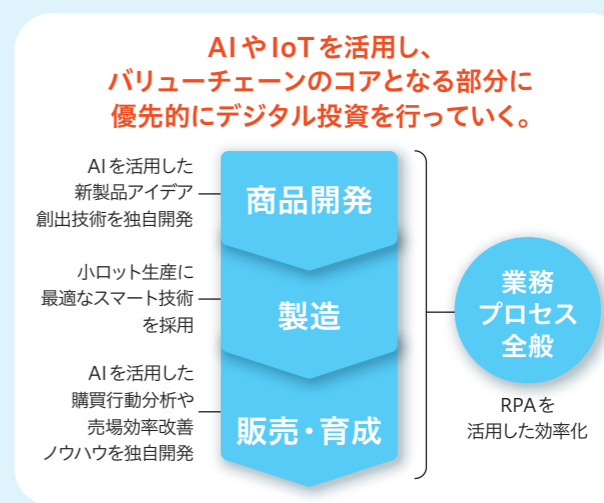 AIやIoTを活用し、
バリューチェーンのコアとなる部分に
優先的にデジタル投資を行っていく。
AIを活用した
新製品アイデア
創出技術を独自開発
商品開発
小ロット生産に
最適なスマート技術
を採用
製造
AIを活用した
購買行動分析や
売場効率改善
ノウハウを独自開発
販売・育成
業務
プロセス
全般
RPAを
活用した効率化